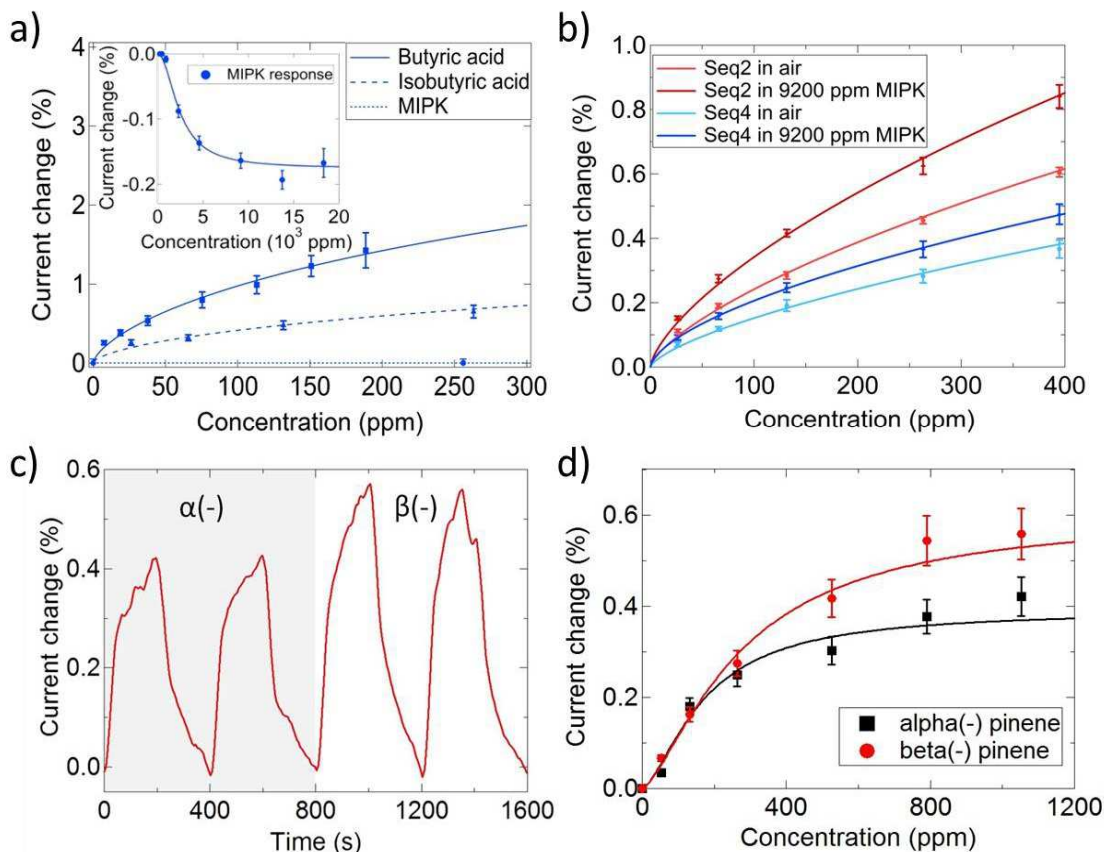 a)
4
3
2
1
0
Current change (%)
0
50
100
150
200
250
300
Concentration (ppm)
Butyric acid
Isobutyric acid
MIPK
0.0
-0.1
-0.2
Current change (%)
MIPK response
0
5
10
15
20
Concentration (10³ ppm)
b)
1.0
0.8
0.6
0.4
0.2
0.0
Current change (%)
Seq2 in air
Seq2 in 9200 ppm MIPK
Seq4 in air
Seq4 in 9200 ppm MIPK
0
100
200
300
400
Concentration (ppm)
c)
0.6
0.4
0.2
0.0
Current change (%)
α(-)
β(-)
0
400
800
1200
1600
Time (s)
d)
0.6
0.4
0.2
0.0
Current change (%)
alpha(-) pinene
beta(-) pinene
0
400
800
1200
Concentration (ppm)